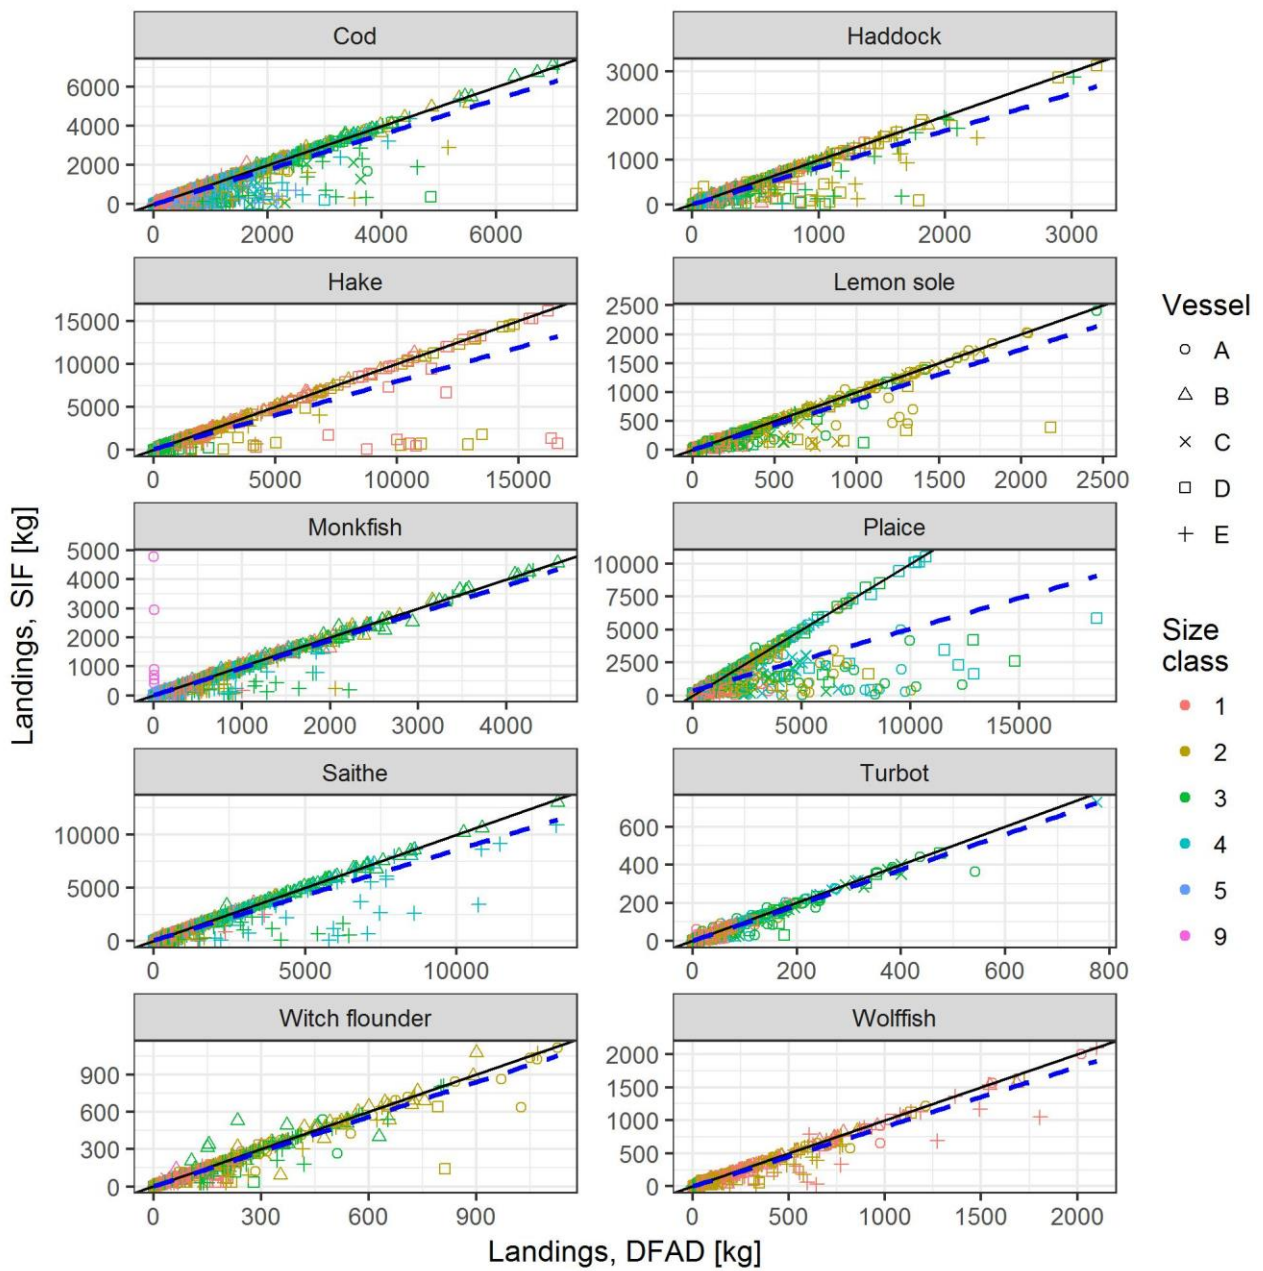 Cod
Haddock
6000
4000
2000
0
0 2000 4000 6000
3000
2000
1000
0
0 1000 2000 3000
Hake
Lemon sole
15000
10000
5000
0
0 5000 10000 15000
2500
2000
1500
1000
500
0
0 500 1000 1500 2000 2500
Monkfish
Plaice
5000
4000
3000
2000
1000
0
0 1000 2000 3000 4000
10000
7500
5000
2500
0
0 5000 10000 15000
Saithe
Turbot
10000
5000
0
0 5000 10000
600
400
200
0
0 200 400 600 800
Witch flounder
Wolffish
900
600
300
0
0 300 600 900
2000
1500
1000
500
0
0 500 1000 1500 2000
Landings, SIF [kg]
Landings, DFAD [kg]
Vessel
A
B
C
D
E
Size
class
1
2
3
4
5
9